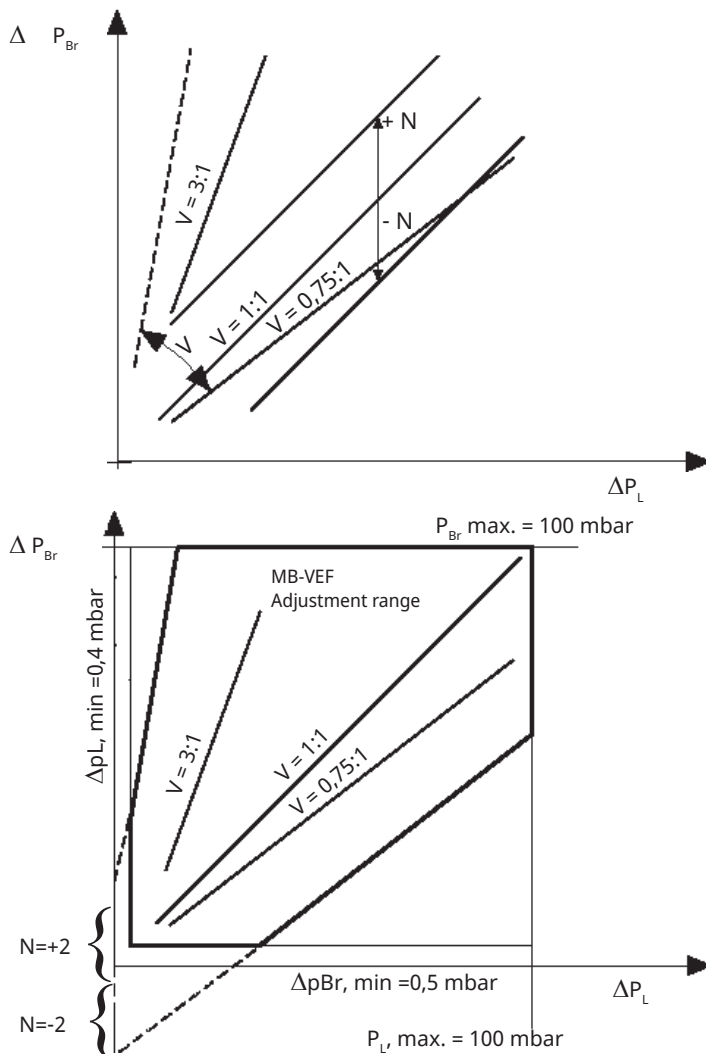 Δ P_Br
V = 3:1
+ N
- N
V = 1:1
V = 0,75:1
V
ΔP_L
P_Br max. = 100 mbar
Δ P_Br
MB-VEF
Adjustment range
ΔpL, min =0,4 mbar
V = 3:1
V = 1:1
V = 0,75:1
N=+2
ΔpBr, min =0,5 mbar
ΔP_L
N=-2
P_L, max. = 100 mbar